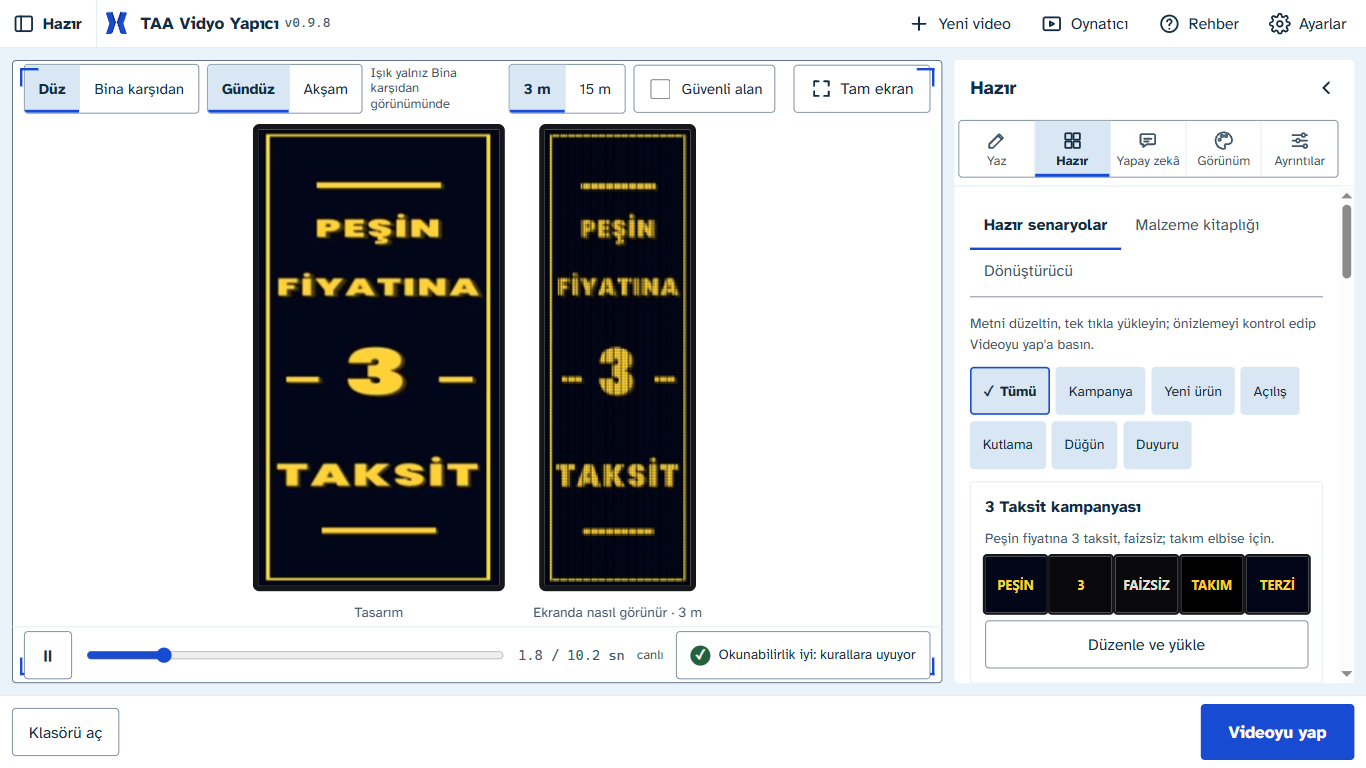 Hazır
TAA Vidyo Yapıcı v0.9.8
Yeni video
Oynatıcı
Rehber
Ayarlar
Düz
Bina karşıdan
Gündüz
Akşam
Işık yalnız Bina
karşıdan
görünümünde
3 m
15 m
Güvenli alan
Tam ekran
PEŞİN
FİYATINA
3
TAKSİT
Tasarım
PEŞİN
FİYATINA
3
TAKSİT
Ekranda nasıl görünür · 3 m
1.8 / 10.2 sn
canlı
Okunabilirlik iyi: kurallara uyuyor
Hazır
Yaz
Hazır
Yapay zekâ
Görünüm
Ayrıntılar
Hazır senaryolar
Malzeme kitaplığı
Dönüştürücü
Metni düzeltin, tek tıkla yükleyin; önizlemeyi kontrol edip
Videoyu yap'a basın.
✓ Tümü
Kampanya
Yeni ürün
Açılış
Kutlama
Düğün
Duyuru
3 Taksit kampanyası
Peşin fiyatına 3 taksit, faizsiz; takım elbise için.
PEŞİN
3
FAİZSİZ
TAKIM
TERZİ
Düzenle ve yükle
Klasörü aç
Videoyu yap